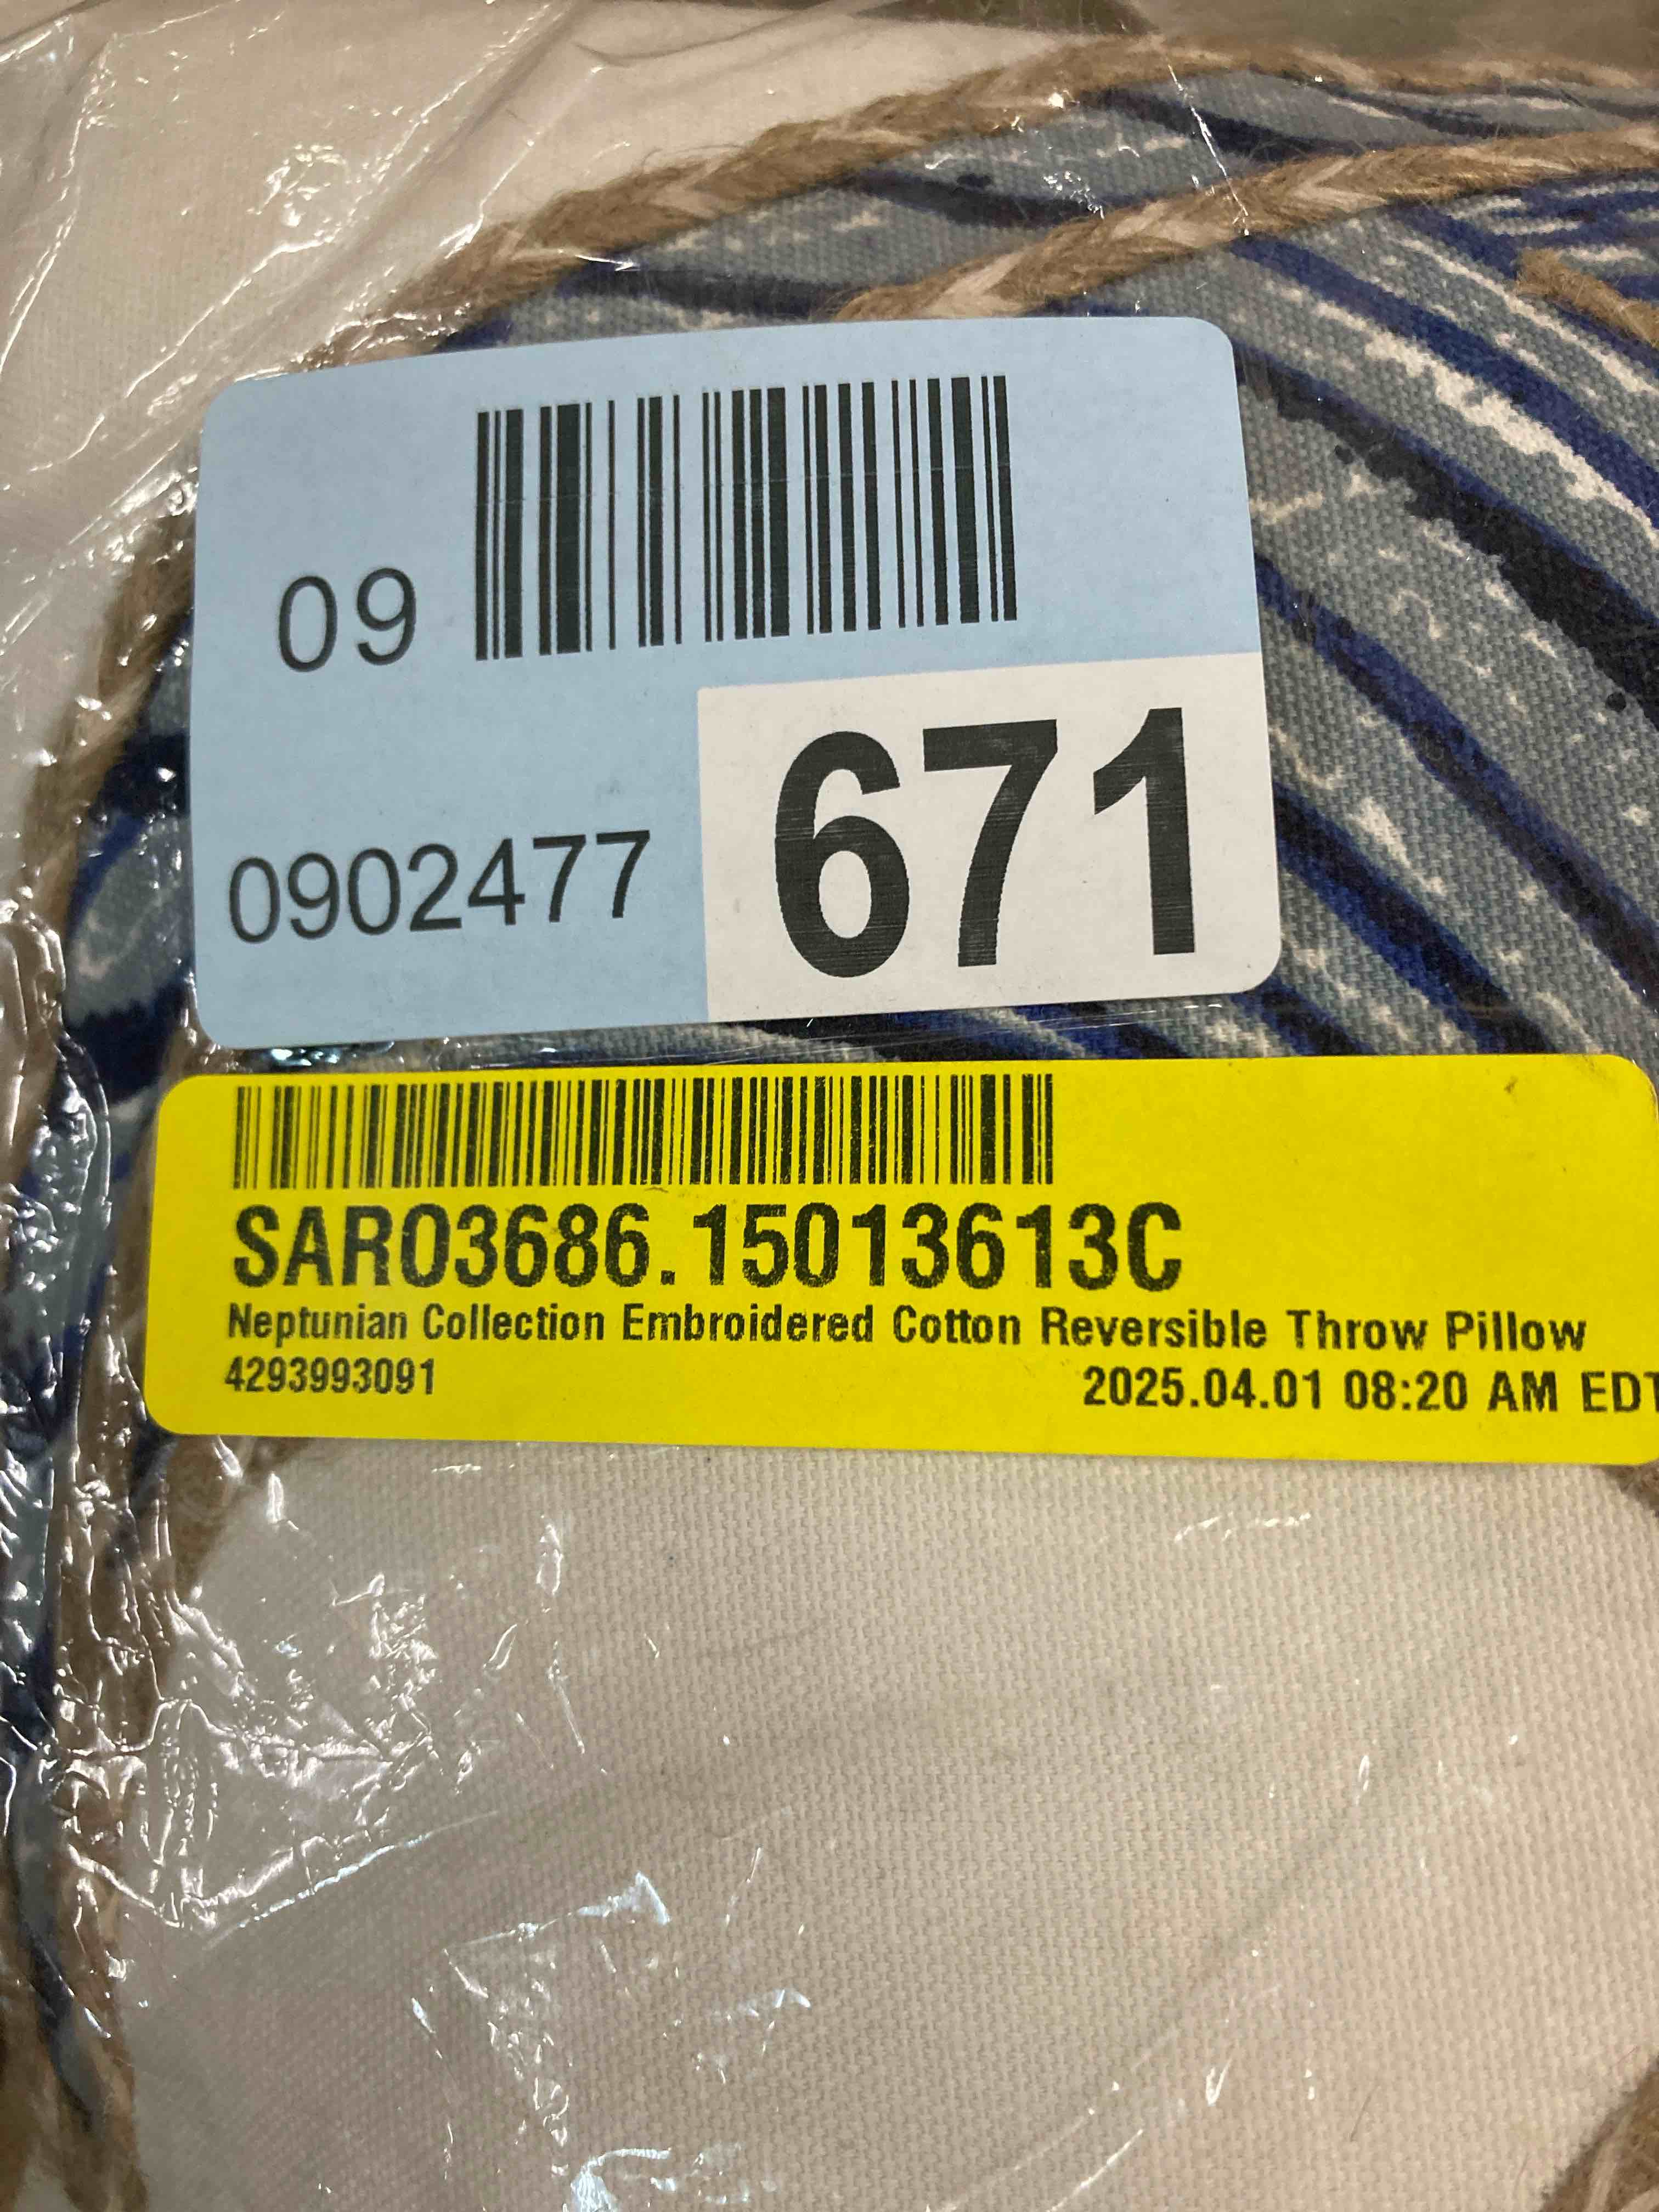 09
0902477 671
SARO3686.15013613C
Neptunian Collection Embroidered Cotton Reversible Throw Pillow
4293993091 2025.04.01 08:20 AM EDT